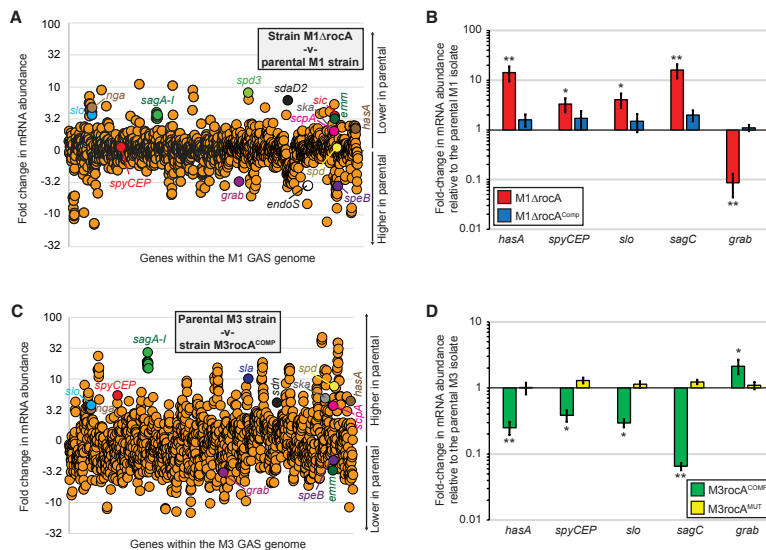 A
Fold change in mRNA abundance
100
32
10
3.2
0
-3.2
-10
-32
Strain M1ΔrocA
-v-
parental M1 strain
slo
nga
sagA-I
spd3
sdaD2
ska
sic
scpA
emm
hasA
spyCEP
grab
endoS
spd
speB
Lower in parental
Higher in parental
Genes within the M1 GAS genome
B
Fold-change in mRNA abundance
relative to the parental M1 isolate
100
10
1
0.1
0.01
**
*
*
**
**
M1ΔrocA
M1ΔrocAComp
hasA
spyCEP
slo
sagC
grab
C
Fold change in mRNA abundance
100
32
10
3.2
0
-3.2
-10
-32
Parental M3 strain
-v-
strain M3rocACOMP
slo
nga
spyCEP
sagA-I
sla
sdn
spd
ska
hasA
scpA
grab
speB
emm
Higher in parental
Lower in parental
Genes within the M3 GAS genome
D
Fold-change in mRNA abundance
relative to the parental M3 isolate
100
10
1
0.1
0.01
**
*
*
**
*
M3rocACOMP
M3rocAMUT
hasA
spyCEP
slo
sagC
grab